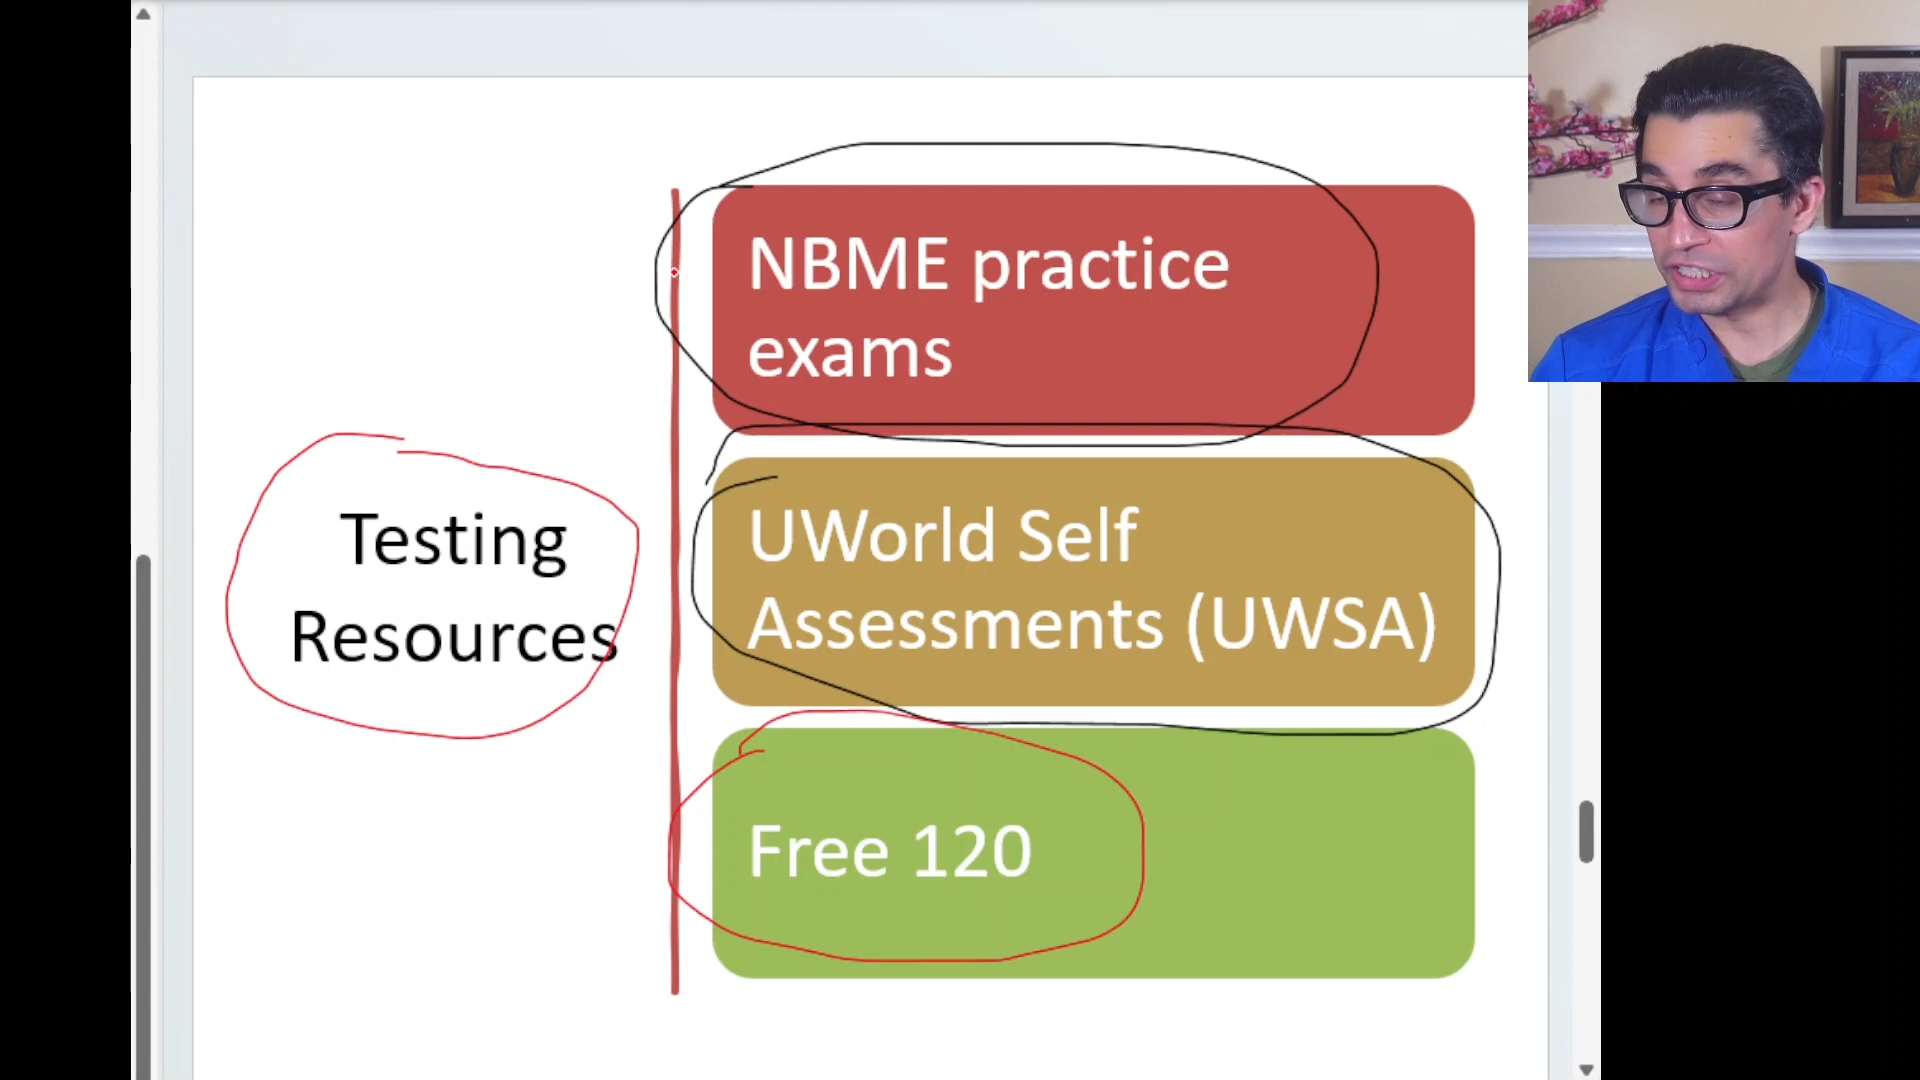 Testing
Resources
NBME practice
exams
UWorld Self
Assessments (UWSA)
Free 120